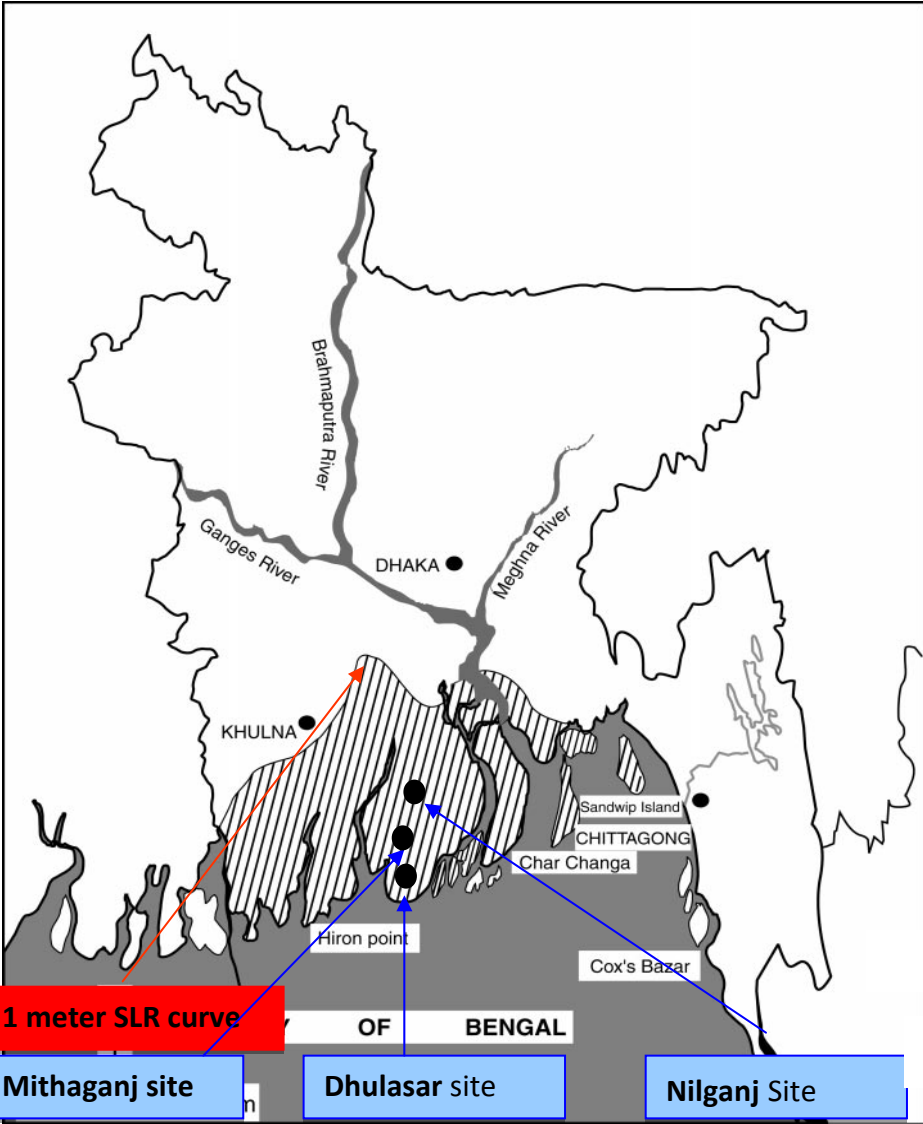 Brahmaputra River
Ganges River
DHAKA
Meghna River
KHULNA
Sandwip Island
CHITTAGONG
Char Changa
Hiron point
Cox's Bazar
1 meter SLR curve
OF BENGAL
Mithaganj site
Dhulasar site
Nilganj Site